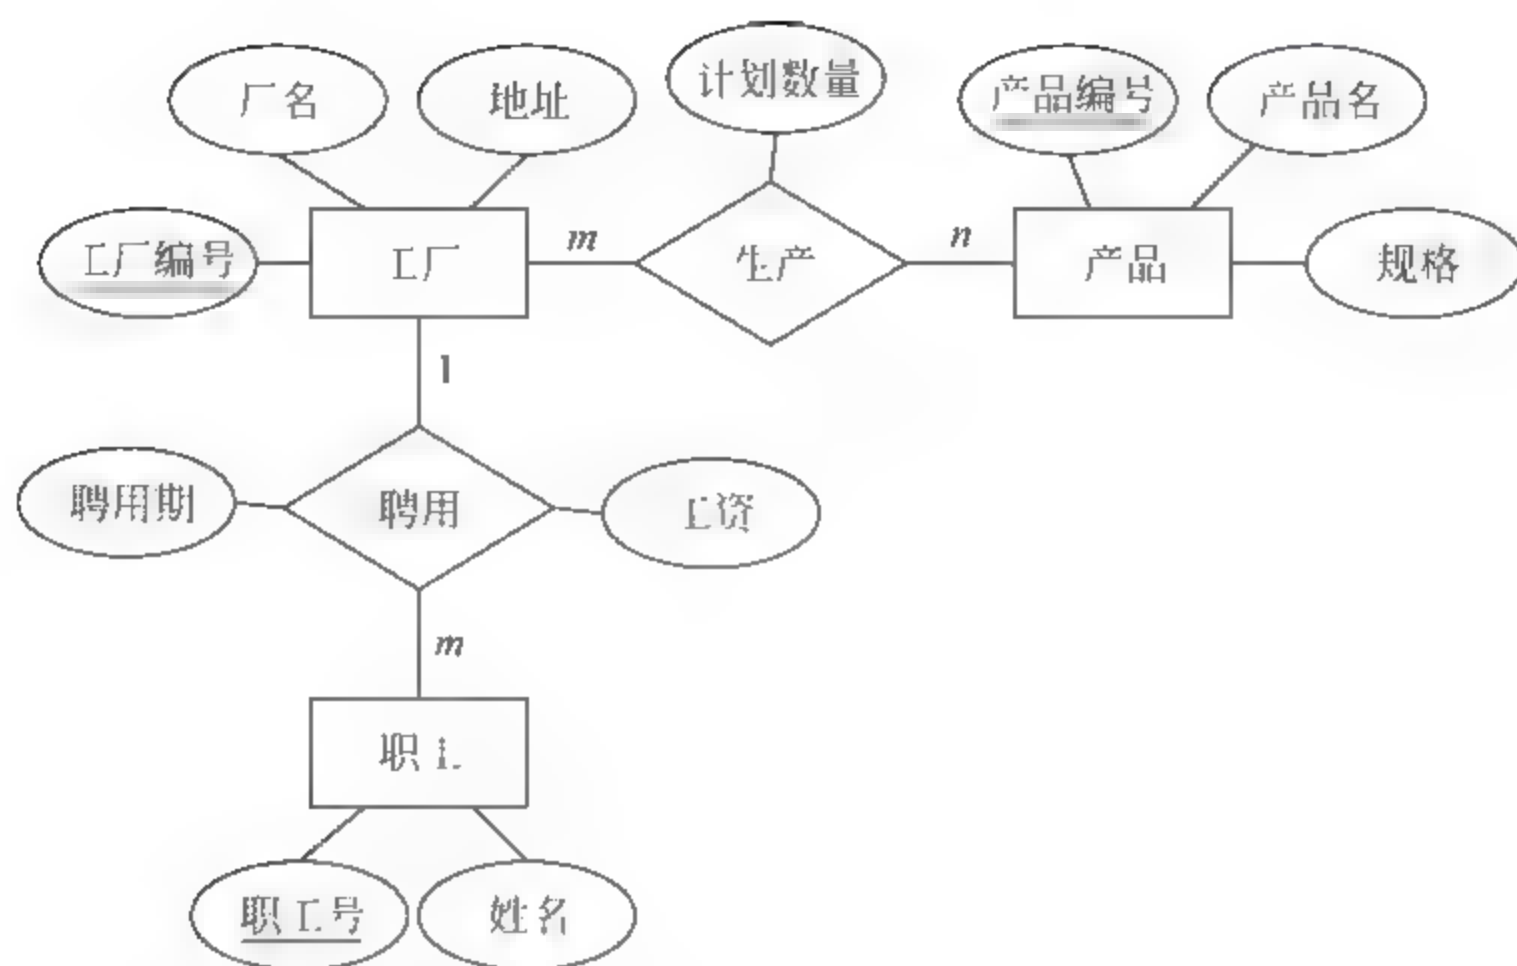 计划数量
厂名
地址
产品编号
产品名
工厂编号
工厂
m
生产
n
产品
规格
1
聘用期
聘用
工资
m
职工
职工号
姓名